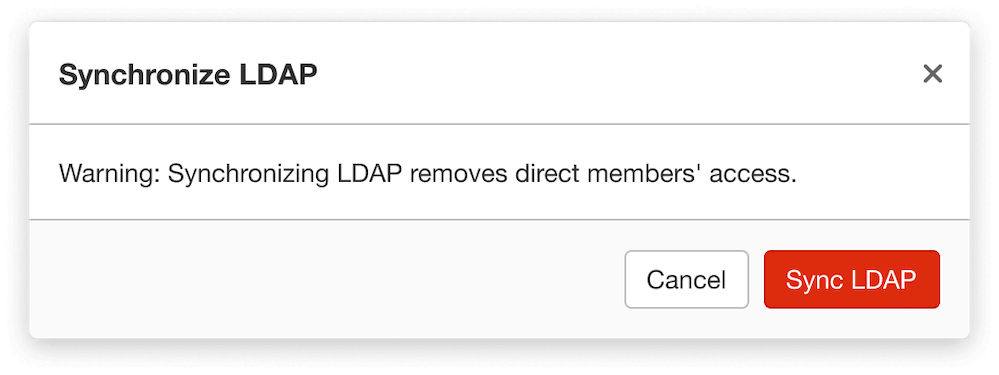 Synchronize LDAP
Warning: Synchronizing LDAP removes direct members' access.
Cancel
Sync LDAP